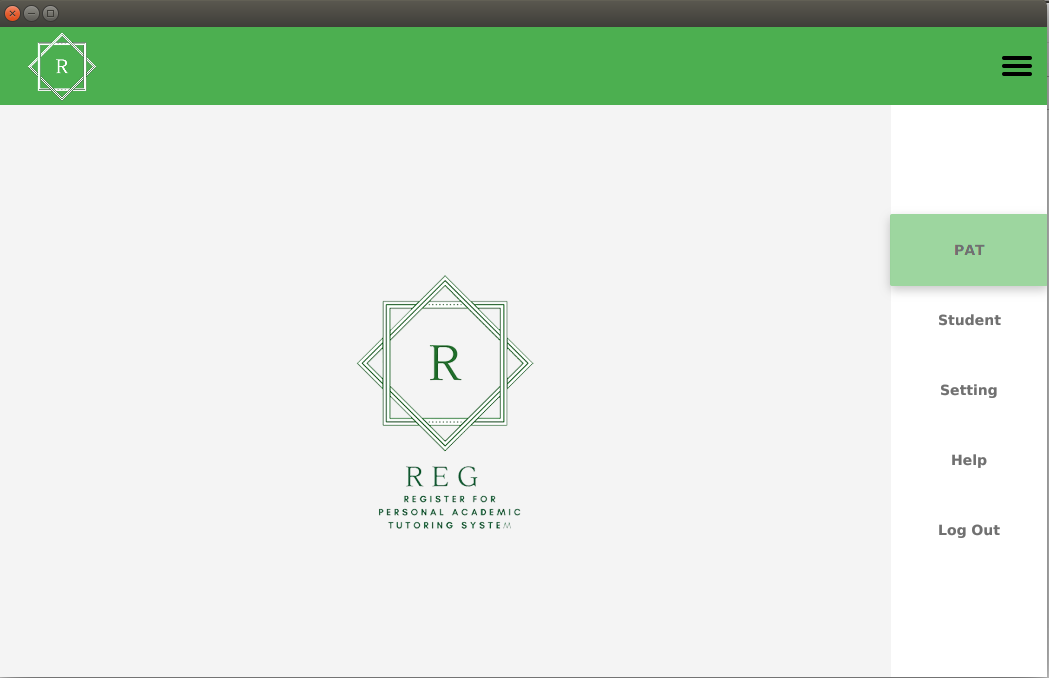 R
PAT
Student
Setting
Help
Log Out
R
REG
REGISTER FOR
PERSONAL ACADEMIC
TUTORING SYSTEM